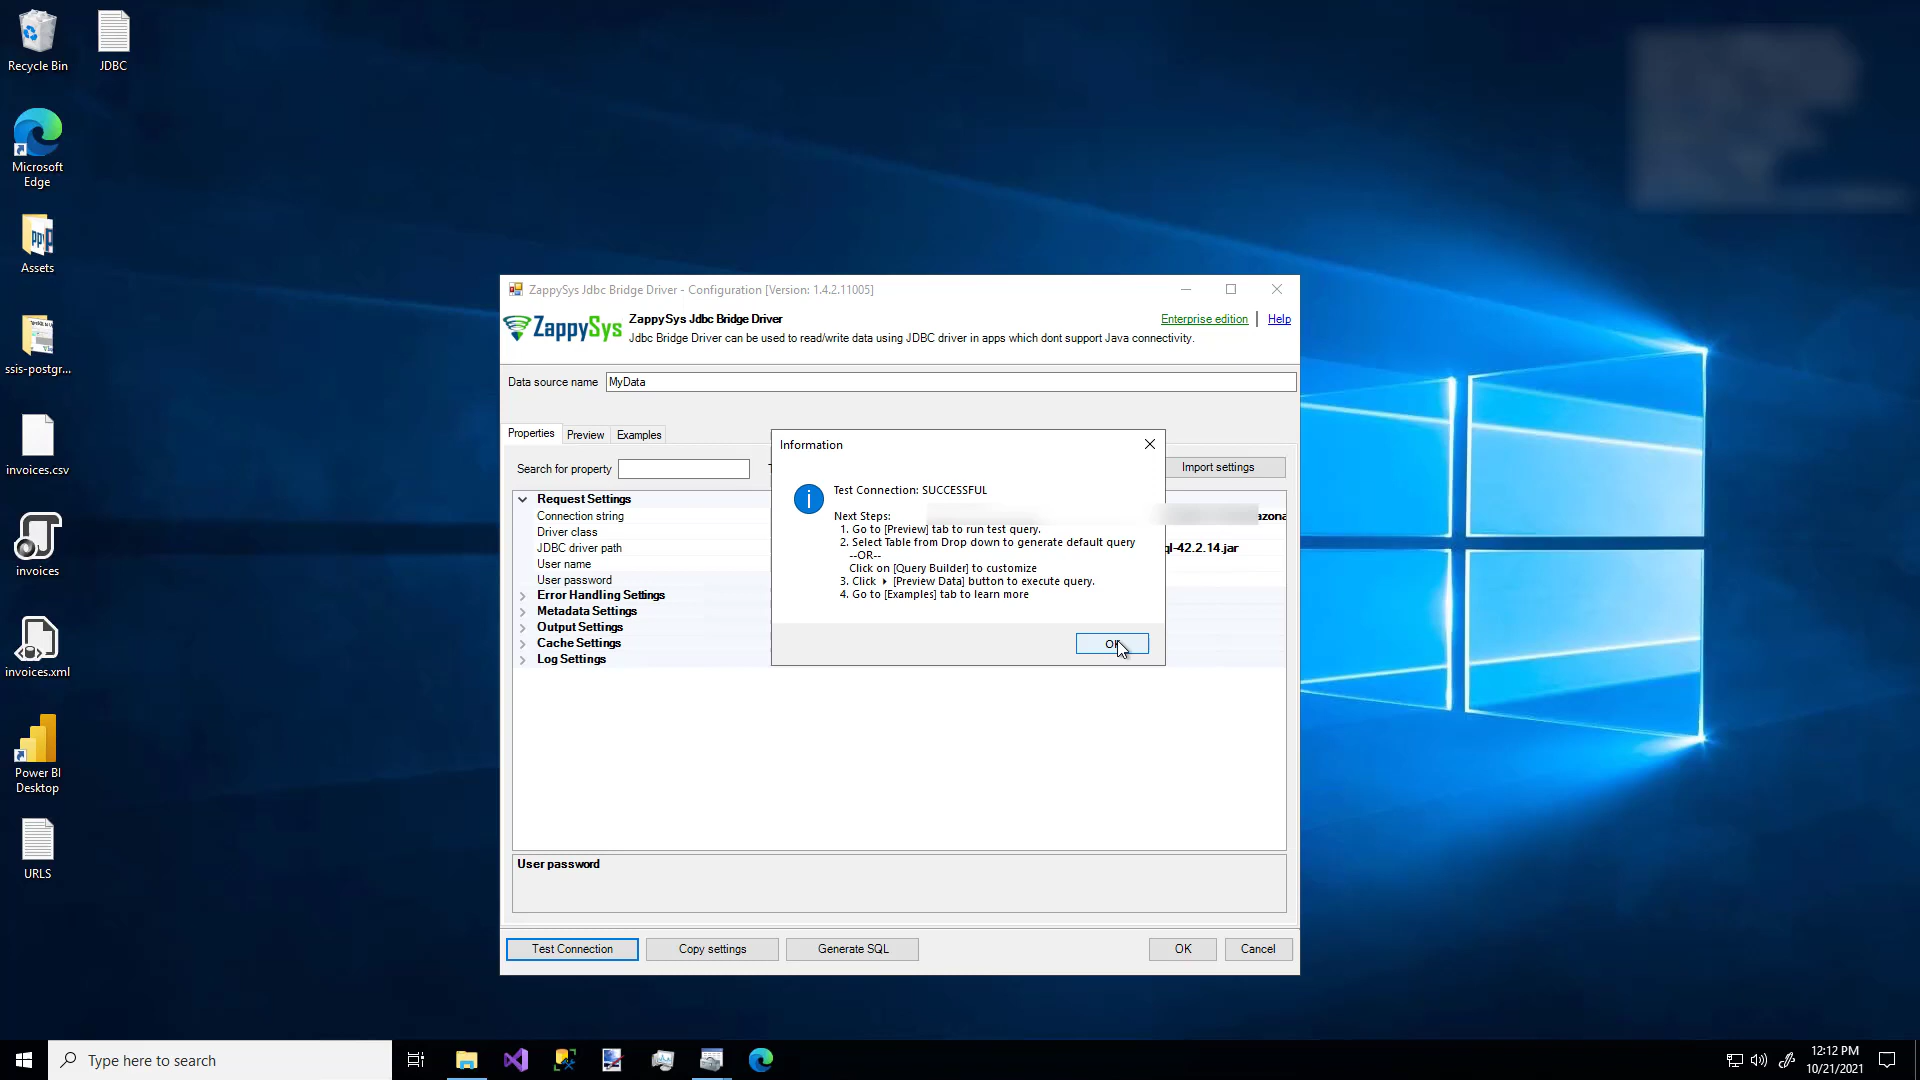 Recycle Bin
JDBC
Microsoft
Edge
Assets
ssis-postgr...
invoices.csv
invoices
invoices.xml
Power BI
Desktop
URLS
ZappySys Jdbc Bridge Driver - Configuration [Version: 1.4.2.11005]
ZappySys
ZappySys Jdbc Bridge Driver
Jdbc Bridge Driver can be used to read/write data using JDBC driver in apps which dont support Java connectivity.
Enterprise edition | Help
Data source name MyData
Properties Preview Examples
Search for property
Import settings
Request Settings
Connection string
azona
Driver class
JDBC driver path
ql-42.2.14.jar
User name
User password
Error Handling Settings
Metadata Settings
Output Settings
Cache Settings
Log Settings
Information
Test Connection: SUCCESSFUL
Next Steps:
1. Go to [Preview] tab to run test query.
2. Select Table from Drop down to generate default query
--OR--
Click on [Query Builder] to customize
3. Click [Preview Data] button to execute query.
4. Go to [Examples] tab to learn more
OK
User password
Test Connection Copy settings Generate SQL OK Cancel
Type here to search
12:12 PM
10/21/2021